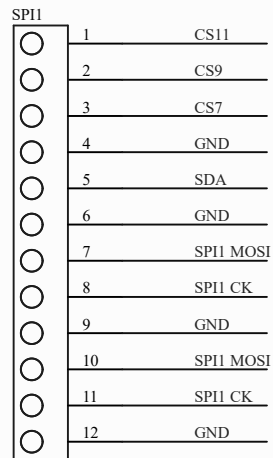 SPI1
1 CS11
2 CS9
3 CS7
4 GND
5 SDA
6 GND
7 SPI1 MOSI
8 SPI1 CK
9 GND
10 SPI1 MOSI
11 SPI1 CK
12 GND